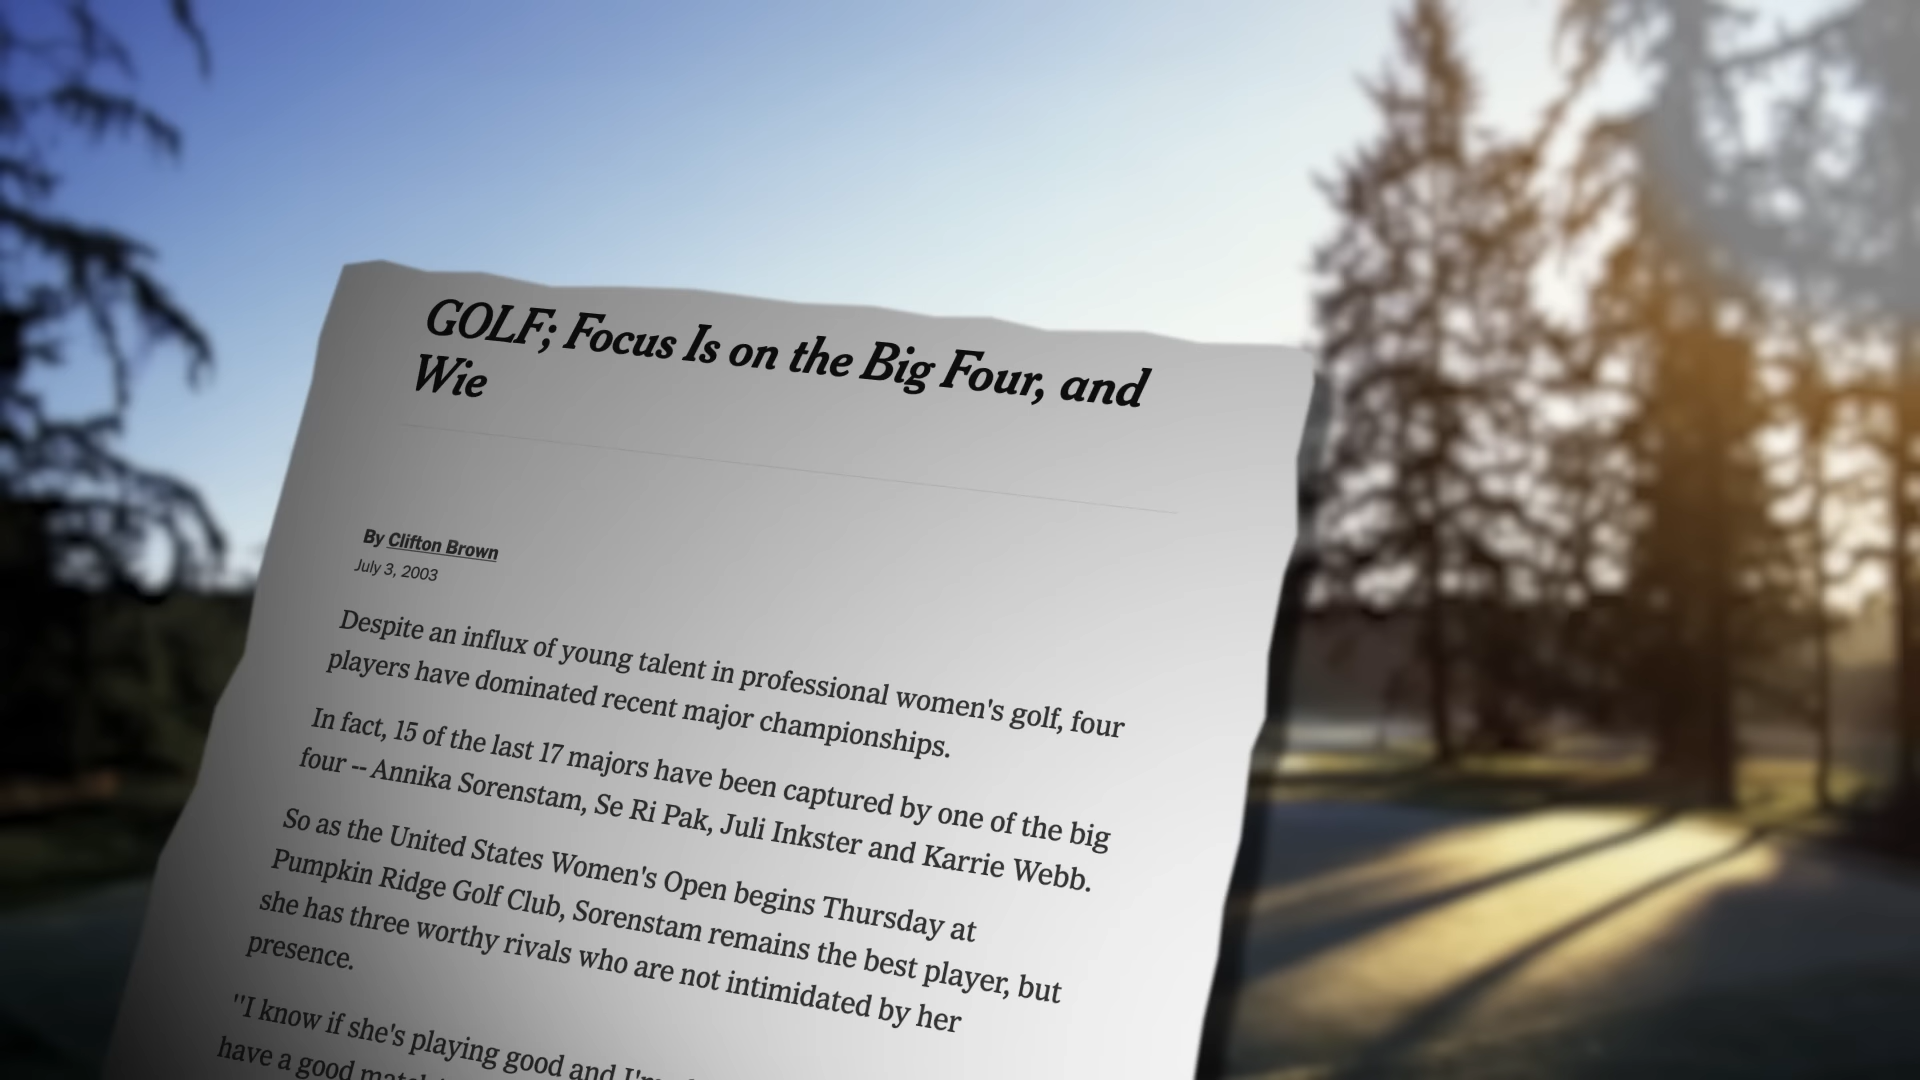 GOLF; Focus Is on the Big Four, and
Wie
By Clifton Brown
July 3, 2003
Despite an influx of young talent in professional women's golf, four
players have dominated recent major championships.
In fact, 15 of the last 17 majors have been captured by one of the big
four -- Annika Sorenstam, Se Ri Pak, Juli Inkster and Karrie Webb.
So as the United States Women's Open begins Thursday at
Pumpkin Ridge Golf Club, Sorenstam remains the best player, but
she has three worthy rivals who are not intimidated by her
presence.
''I know if she's playing good and
have a good